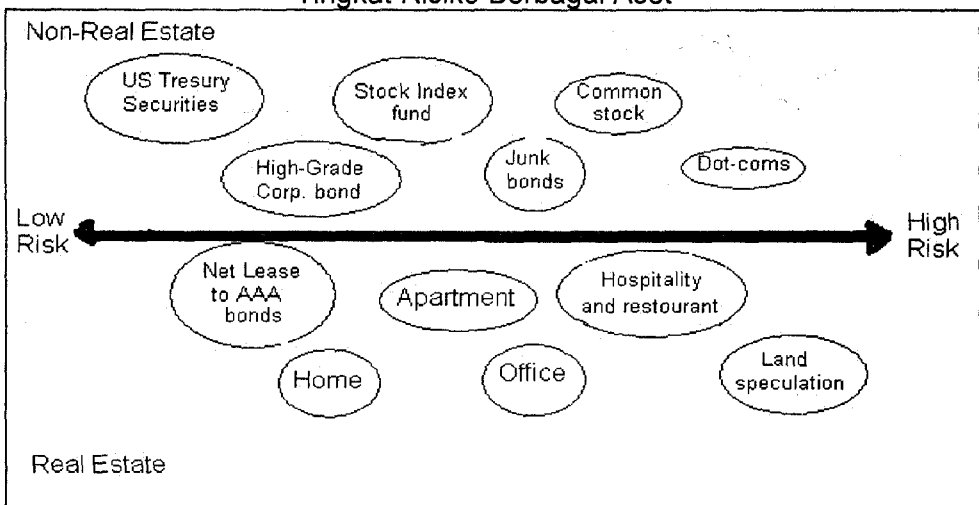 Tingkat Risiko Berbagai Aset
Non-Real Estate
US Tresury
Securities
Stock Index
fund
Common
stock
High-Grade
Corp. bond
Junk
bonds
Dot-coms
Low
Risk
High
Risk
Net Lease
to AAA
bonds
Apartment
Hospitality
and restourant
Home
Office
Land
speculation
Real Estate